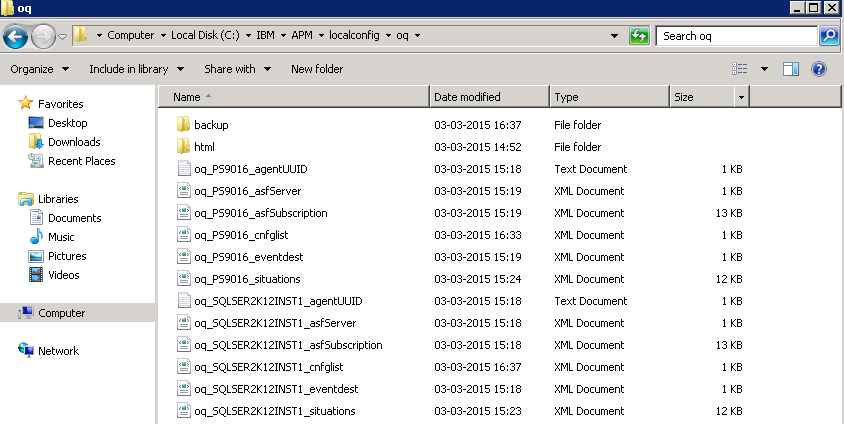 oq
Computer Local Disk (C:) IBM APM localconfig oq Search oq
Organize Include in library Share with New folder
Favorites
Desktop
Downloads
Recent Places
Libraries
Documents
Music
Pictures
Videos
Computer
Network
Name Date modified Type Size
backup 03-03-2015 16:37 File folder
html 03-03-2015 14:52 File folder
oq_PS9016_agentUUID 03-03-2015 15:18 Text Document 1 KB
oq_PS9016_asfServer 03-03-2015 15:19 XML Document 1 KB
oq_PS9016_asfSubscription 03-03-2015 15:19 XML Document 13 KB
oq_PS9016_cnfglist 03-03-2015 16:33 XML Document 1 KB
oq_PS9016_eventdest 03-03-2015 15:19 XML Document 1 KB
oq_PS9016_situations 03-03-2015 15:24 XML Document 12 KB
oq_SQLSER2K12INST1_agentUUID 03-03-2015 15:18 Text Document 1 KB
oq_SQLSER2K12INST1_asfServer 03-03-2015 15:18 XML Document 1 KB
oq_SQLSER2K12INST1_asfSubscription 03-03-2015 15:18 XML Document 13 KB
oq_SQLSER2K12INST1_cnfglist 03-03-2015 16:37 XML Document 1 KB
oq_SQLSER2K12INST1_eventdest 03-03-2015 15:18 XML Document 1 KB
oq_SQLSER2K12INST1_situations 03-03-2015 15:23 XML Document 12 KB